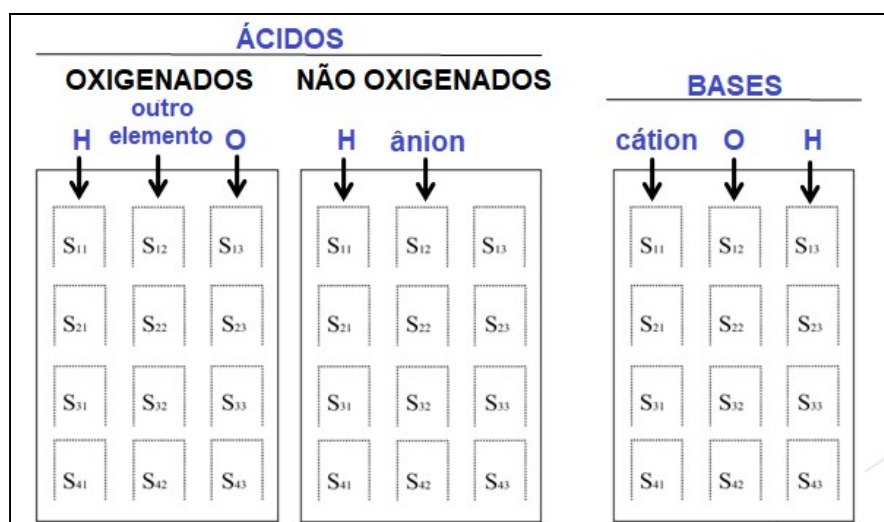 ÁCIDOS
OXIGENADOS NÃO OXIGENADOS BASES
outro
H elemento O H ânion cátion O H
S11 S12 S13 S11 S12 S13 S11 S12 S13
S21 S22 S23 S21 S22 S23 S21 S22 S23
S31 S32 S33 S31 S32 S33 S31 S32 S33
S41 S42 S43 S41 S42 S43 S41 S42 S43